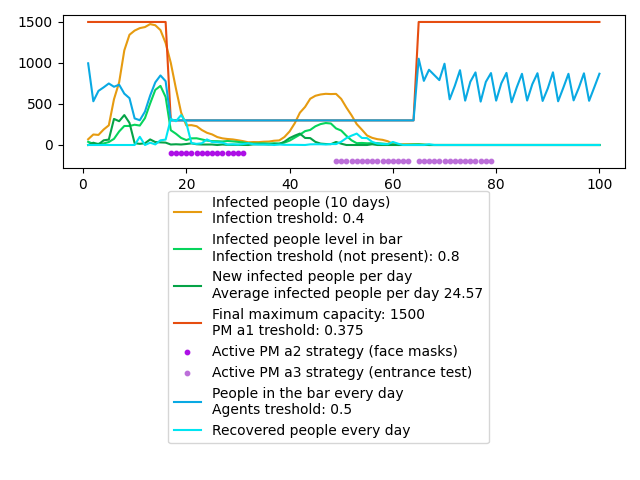 1500
1000
500
0
0
20
40
60
80
100
Infected people (10 days)
Infection treshold: 0.4
Infected people level in bar
Infection treshold (not present): 0.8
New infected people per day
Average infected people per day 24.57
Final maximum capacity: 1500
PM a1 treshold: 0.375
Active PM a2 strategy (face masks)
Active PM a3 strategy (entrance test)
People in the bar every day
Agents treshold: 0.5
Recovered people every day